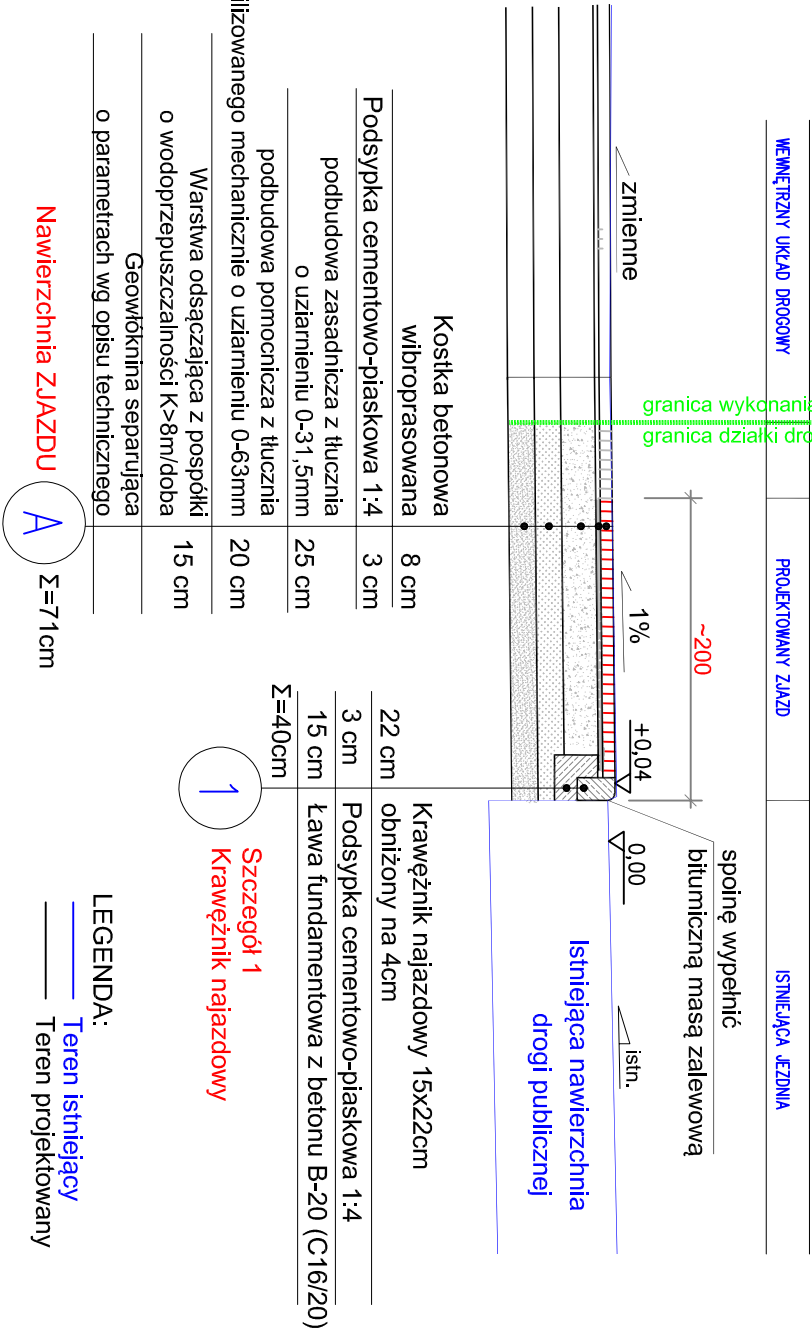 WEWNĘTRZNY UKŁAD DROGOWY
PROJEKTOWANY ZJAZD
ISTNIEJĄCA JEZDNIA
granica wykonania
granica działki dro
~200
spoinę wypełnić
bitumiczną masą zalewową
zmienne
1%
+0,04
0,00
istn.
Istniejąca nawierzchnia
drogi publicznej
Kostka betonowa
wibroprasowana
8 cm
Podsypka cementowo-piaskowa 1:4
3 cm
podbudowa zasadnicza z tłucznia
o uziarnieniu 0-31,5mm
25 cm
podbudowa pomocnicza z tłucznia
ilizowanego mechanicznie o uziarnieniu 0-63mm
20 cm
Warstwa odsączająca z pospółki
o wodoprzepuszczalności K>8m/doba
15 cm
Geowłóknina separująca
o parametrach wg opisu technicznego
Σ=71cm
A
Nawierzchnia ZJAZDU
22 cm
Krawężnik najazdowy 15x22cm
obniżony na 4cm
3 cm
Podsypka cementowo-piaskowa 1:4
15 cm
Ława fundamentowa z betonu B-20 (C16/20)
Σ=40cm
1
Szczegół 1
Krawężnik najazdowy
LEGENDA:
Teren istniejący
Teren projektowany